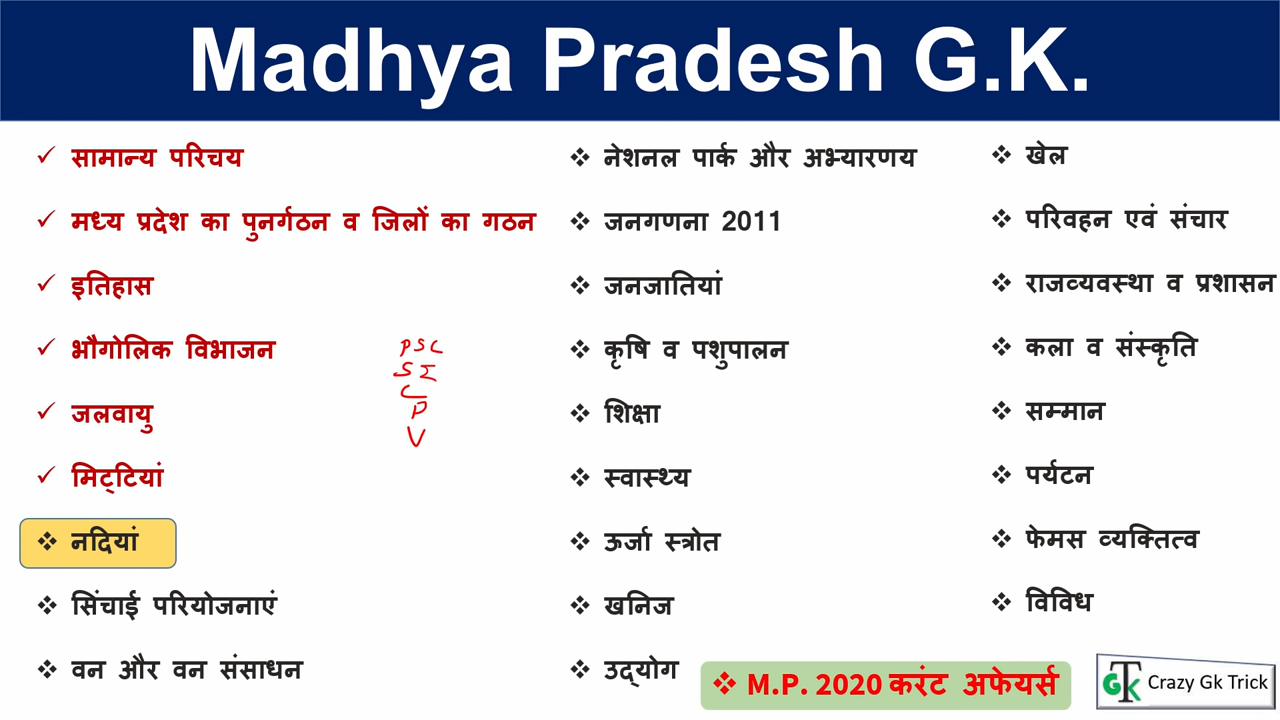 Madhya Pradesh G.K.
सामान्य परिचय
मध्य प्रदेश का पुनर्गठन व जिलों का गठन
इतिहास
भौगोलिक विभाजन
जलवायु
मिट्टियां
नदियां
सिंचाई परियोजनाएं
वन और वन संसाधन
PSC
SI
C
P
V
नेशनल पार्क और अभ्यारणय
जनगणना 2011
जनजातियां
कृषि व पशुपालन
शिक्षा
स्वास्थ्य
ऊर्जा स्त्रोत
खनिज
उद्योग
खेल
परिवहन एवं संचार
राजव्यवस्था व प्रशासन
कला व संस्कृति
सम्मान
पर्यटन
फेमस व्यक्तित्व
विविध
M.P. 2020 करंट अफेयर्स
GTK Crazy Gk Trick